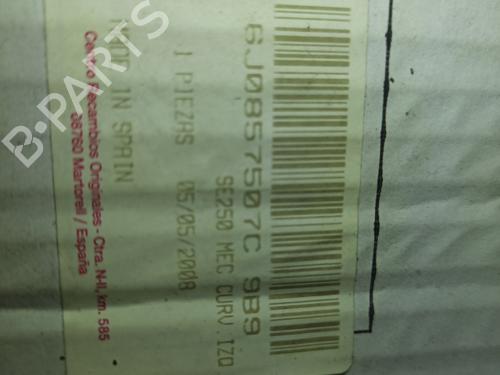 6J0857507C 9B9
SE250 MEC CURV.IZQ
1 PIEZAS 05/05/2008
MADE IN SPAIN
Centro Recambios Originales - Ctra. N-II, km. 585
08760 Martorell / España
B-PARTS